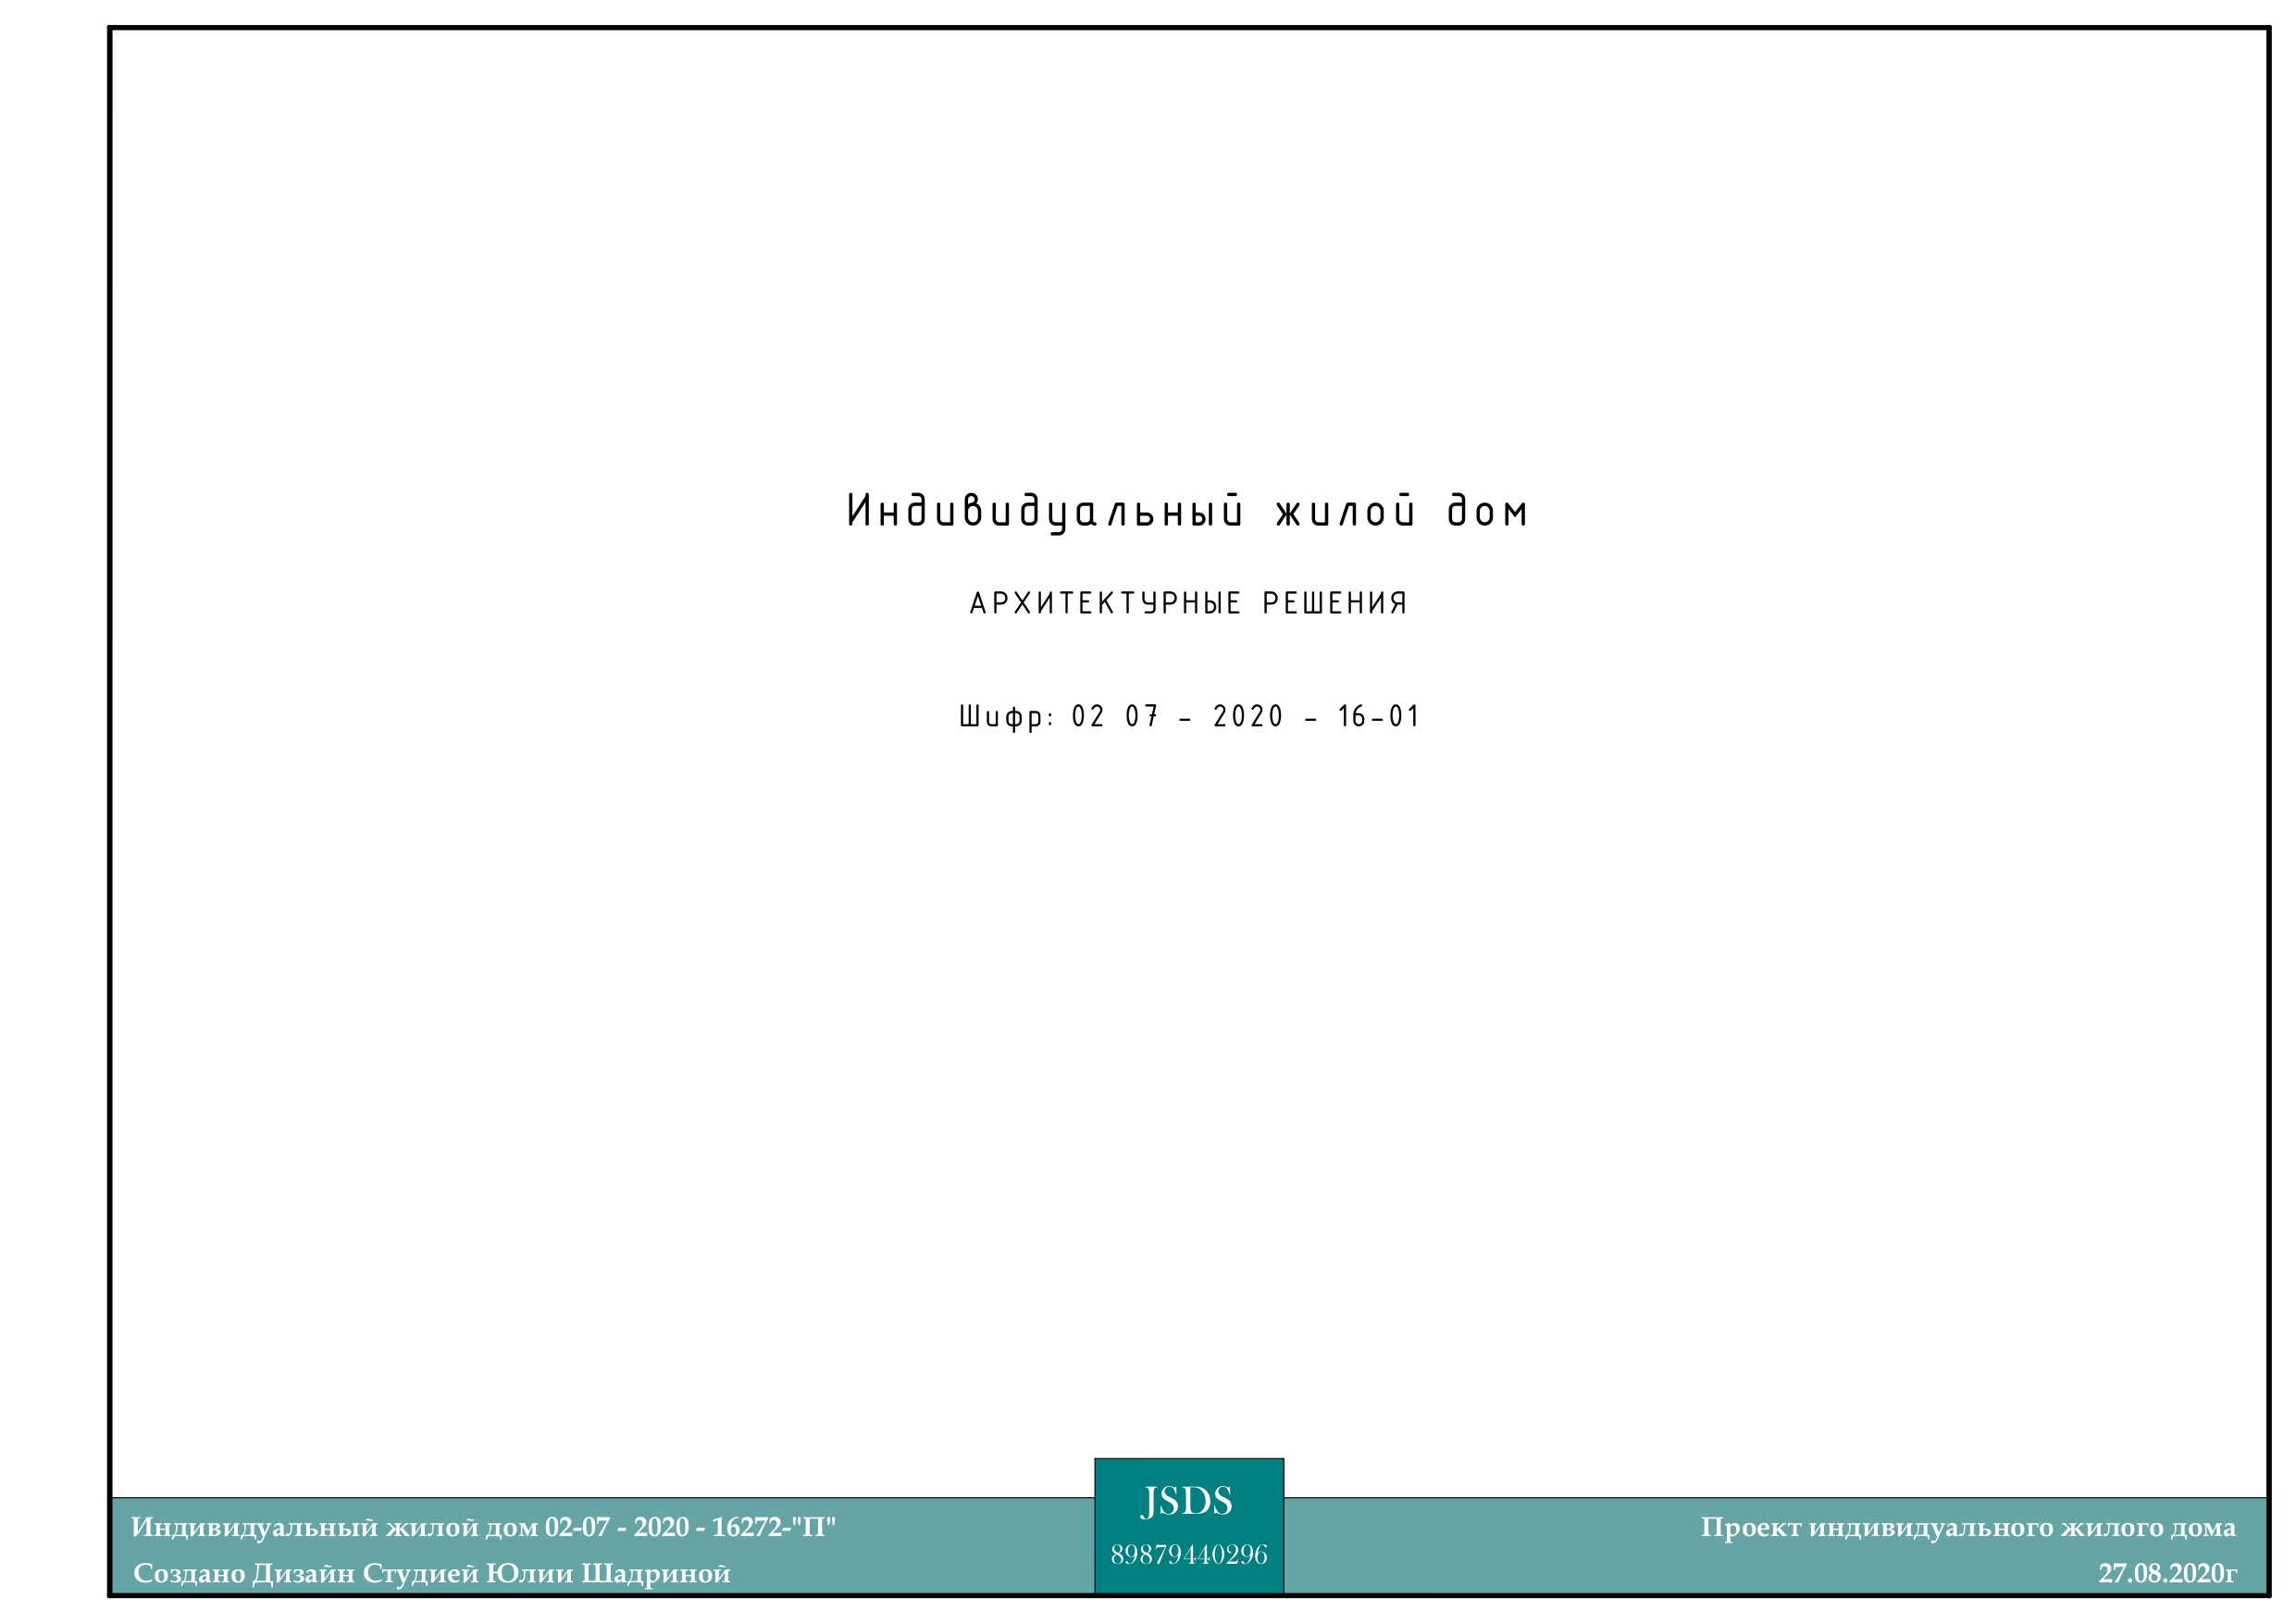 Индивидуальный жилой дом
АРХИТЕКТУРНЫЕ РЕШЕНИЯ
Шифр: 02 07 - 2020 - 16-01
JSDS
89879440296
Индивидуальный жилой дом 02-07 - 2020 - 16272-"П"
Создано Дизайн Студией Юлии Шадриной
Проект индивидуального жилого дома
27.08.2020г